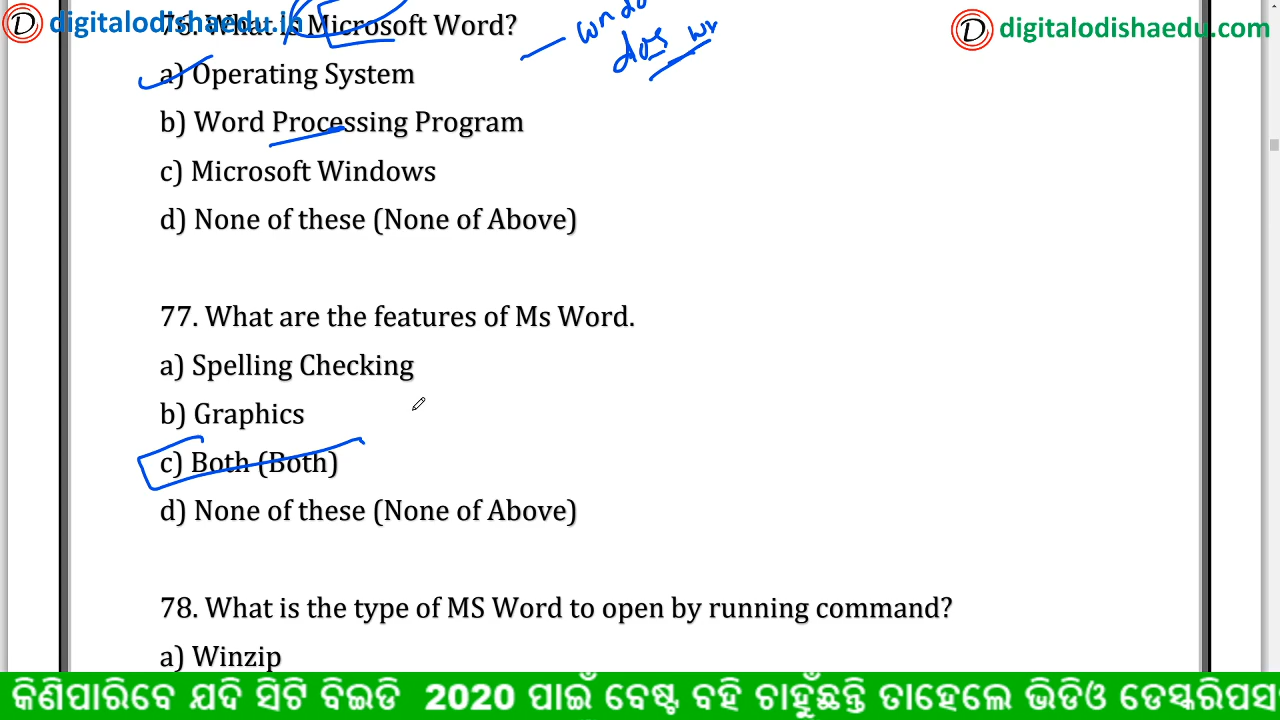 digitalodishaedu.in
digitalodishaedu.com
76. What is Microsoft Word?
dos
a) Operating System
b) Word Processing Program
c) Microsoft Windows
d) None of these (None of Above)
77. What are the features of Ms Word.
a) Spelling Checking
b) Graphics
c) Both (Both)
d) None of these (None of Above)
78. What is the type of MS Word to open by running command?
a) Winzip
କିଣିପାରିବେ ଯଦି ସିଟି ବିଇଡି 2020 ପାଇଁ ବେଷ୍ଟ ବହି ଚାହୁଁଛନ୍ତି ତାହେଲେ ଭିଡିଓ ଡେସ୍କରିପସ